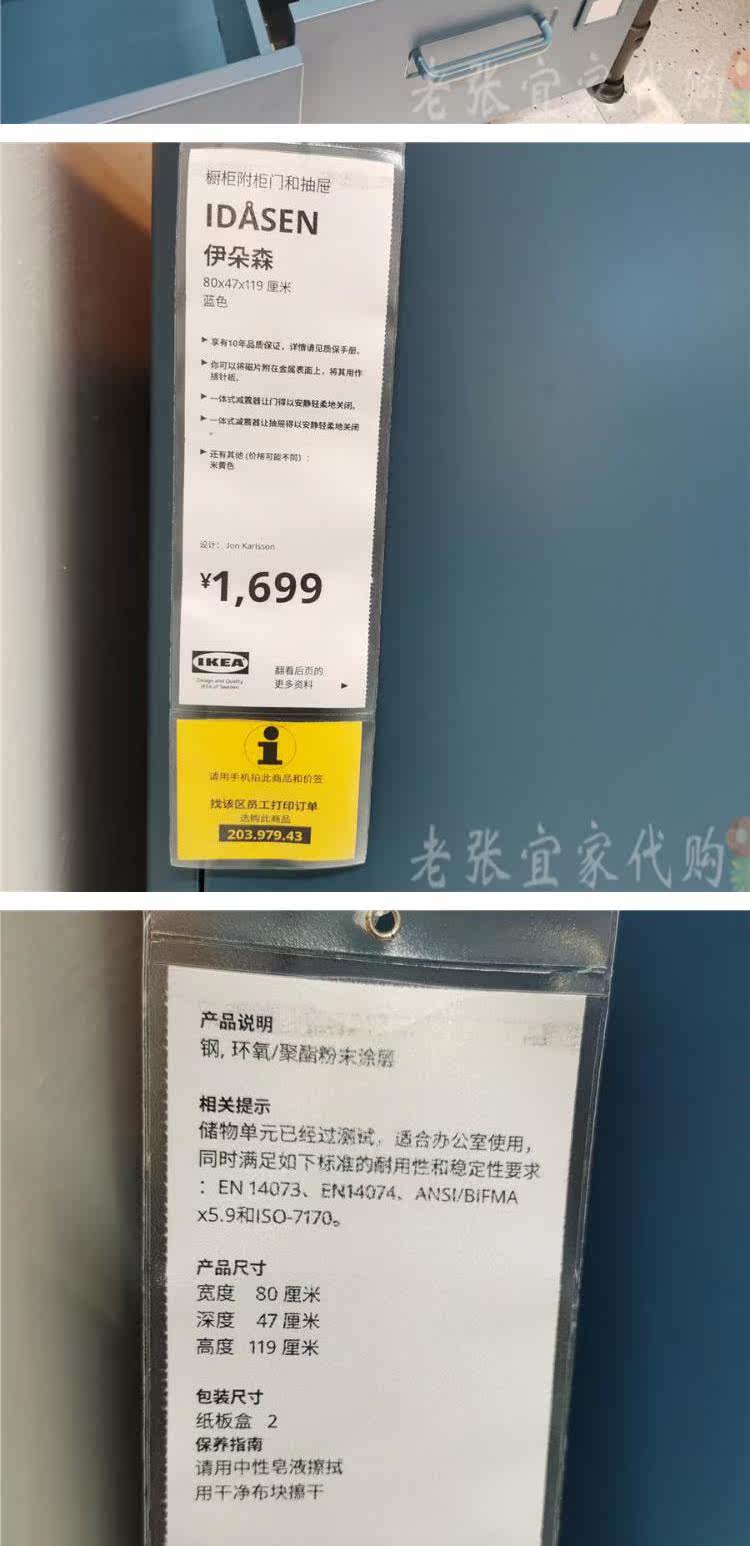 老张宜家代购
橱柜附柜门和抽屉
IDÅSEN
伊朵森
80x47x119 厘米
蓝色
▶ 享有10年品质保证，详情请见质保手册。
▶ 你可以将磁片附在金属表面上，将其用作
插针板。
▶ 一体式减震器让门得以安静轻柔地关闭。
▶ 一体式减震器让抽屉得以安静轻柔地关闭
。
▶ 还有其他 (价格可能不同)：
米黄色
设计： Jon Karlsson
¥1,699
IKEA
Design and Quality
IKEA of Sweden
翻看后页的
更多资料 ▶
i
请用手机拍此商品和价签
找该区员工打印订单
选购此商品
203.979.43
老张宜家代购
产品说明
钢, 环氧/聚酯粉末涂层
相关提示
储物单元已经过测试，适合办公室使用，
同时满足如下标准的耐用性和稳定性要求
：EN 14073、EN14074、ANSI/BIFMA
x5.9和ISO-7170。
产品尺寸
宽度 80 厘米
深度 47 厘米
高度 119 厘米
包装尺寸
纸板盒 2
保养指南
请用中性皂液擦拭
用干净布块擦干